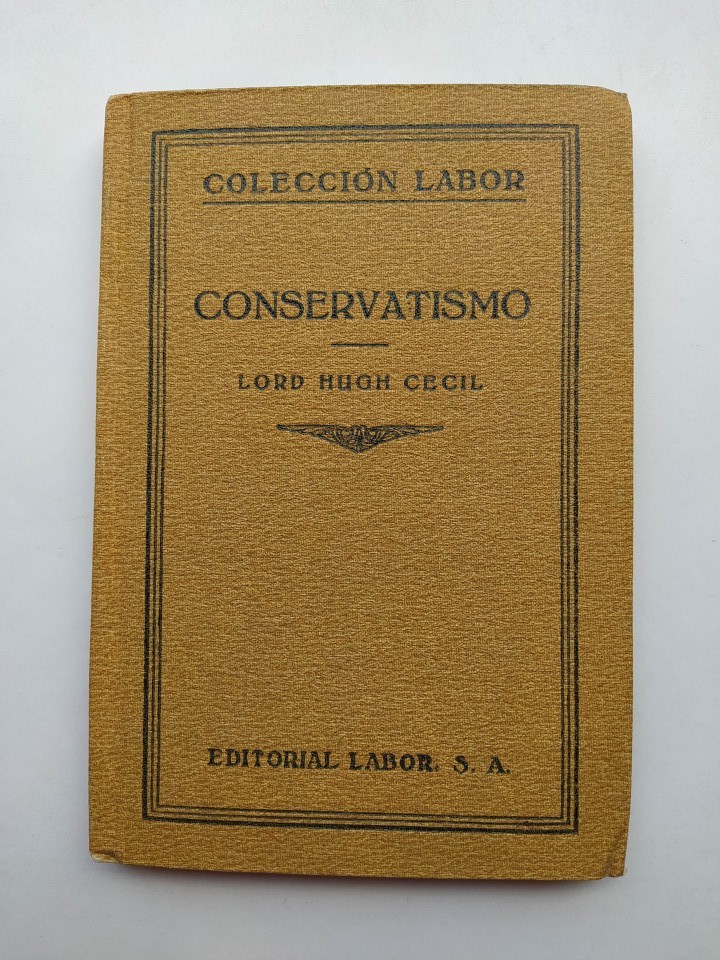 COLECCIÓN LABOR
CONSERVATISMO
LORD HUGH CECIL
EDITORIAL LABOR. S. A.